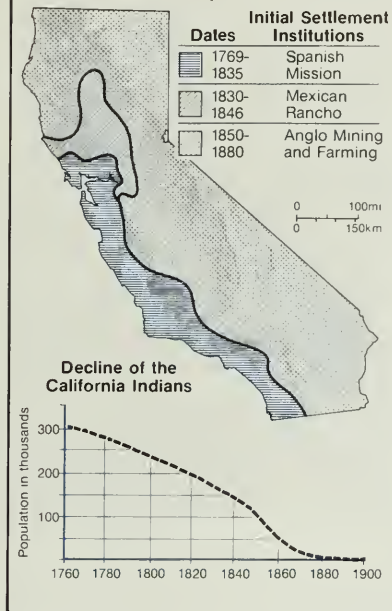 Initial Settlement
Dates Institutions
1769- Spanish
1835 Mission
1830- Mexican
1846 Rancho
1850- Anglo Mining
1880 and Farming
0 100mi
0 150km
Decline of the
California Indians
Population in thousands
300
200
100
1760 1780 1800 1820 1840 1860 1880 1900